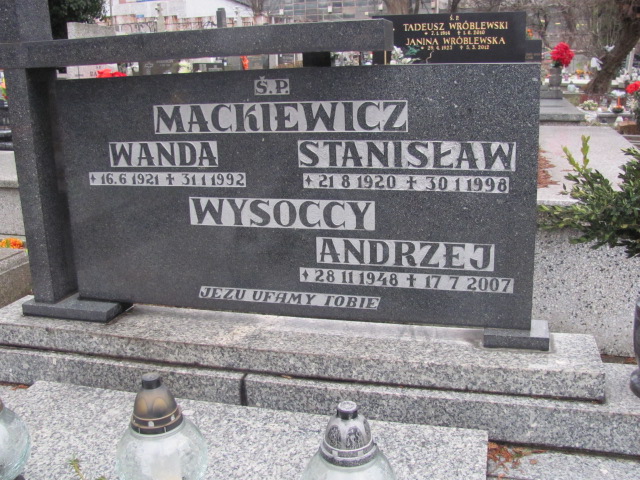 Ś. P.
TADEUSZ WRÓBLEWSKI
JANINA WRÓBLEWSKA
Ś.P.
MACKIEWICZ
WANDA STANISŁAW
16.6 1921 + 31 1 1992 21 8 1920 + 30 1 1998
WYSOCCY
ANDRZEJ
28 11.1948 + 17 7 2007
JEZU UFAMY TOBIE